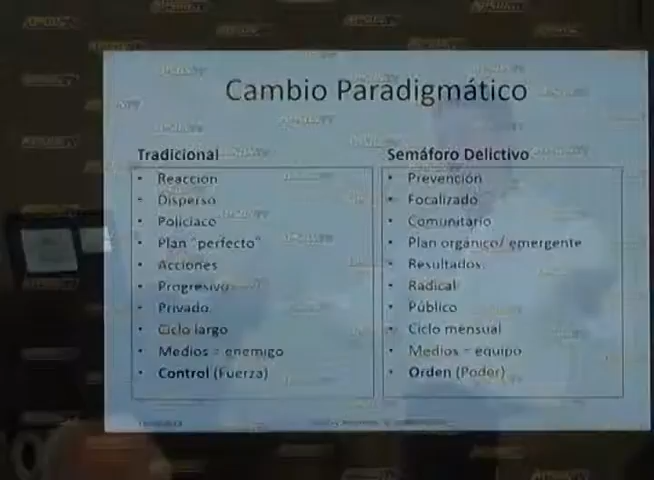 Cambio Paradigmático
Tradicional
• Reacción
• Disperso
• Policíaco
• Plan "perfecto"
• Acciones
• Progresivo
• Privado
• Ciclo largo
• Medios = enemigo
• Control (Fuerza)
Semáforo Delictivo
• Prevención
• Focalizado
• Comunitario
• Plan orgánico/ emergente
• Resultados
• Radical
• Público
• Ciclo mensual
• Medios = equipo
• Orden (Poder)